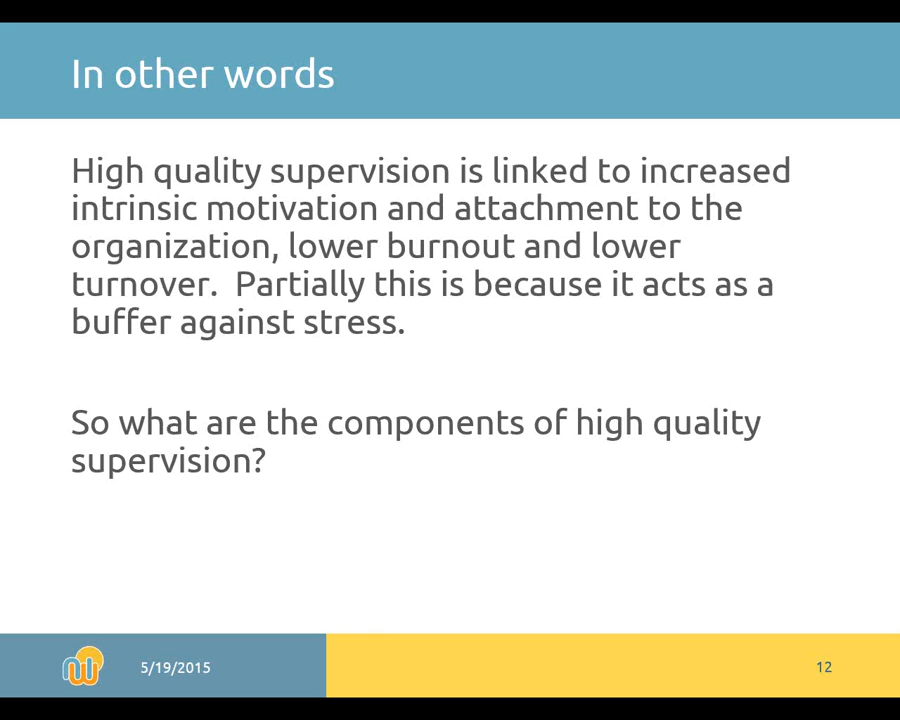 In other words
High quality supervision is linked to increased
intrinsic motivation and attachment to the
organization, lower burnout and lower
turnover.  Partially this is because it acts as a
buffer against stress.
So what are the components of high quality
supervision?
5/19/2015
12